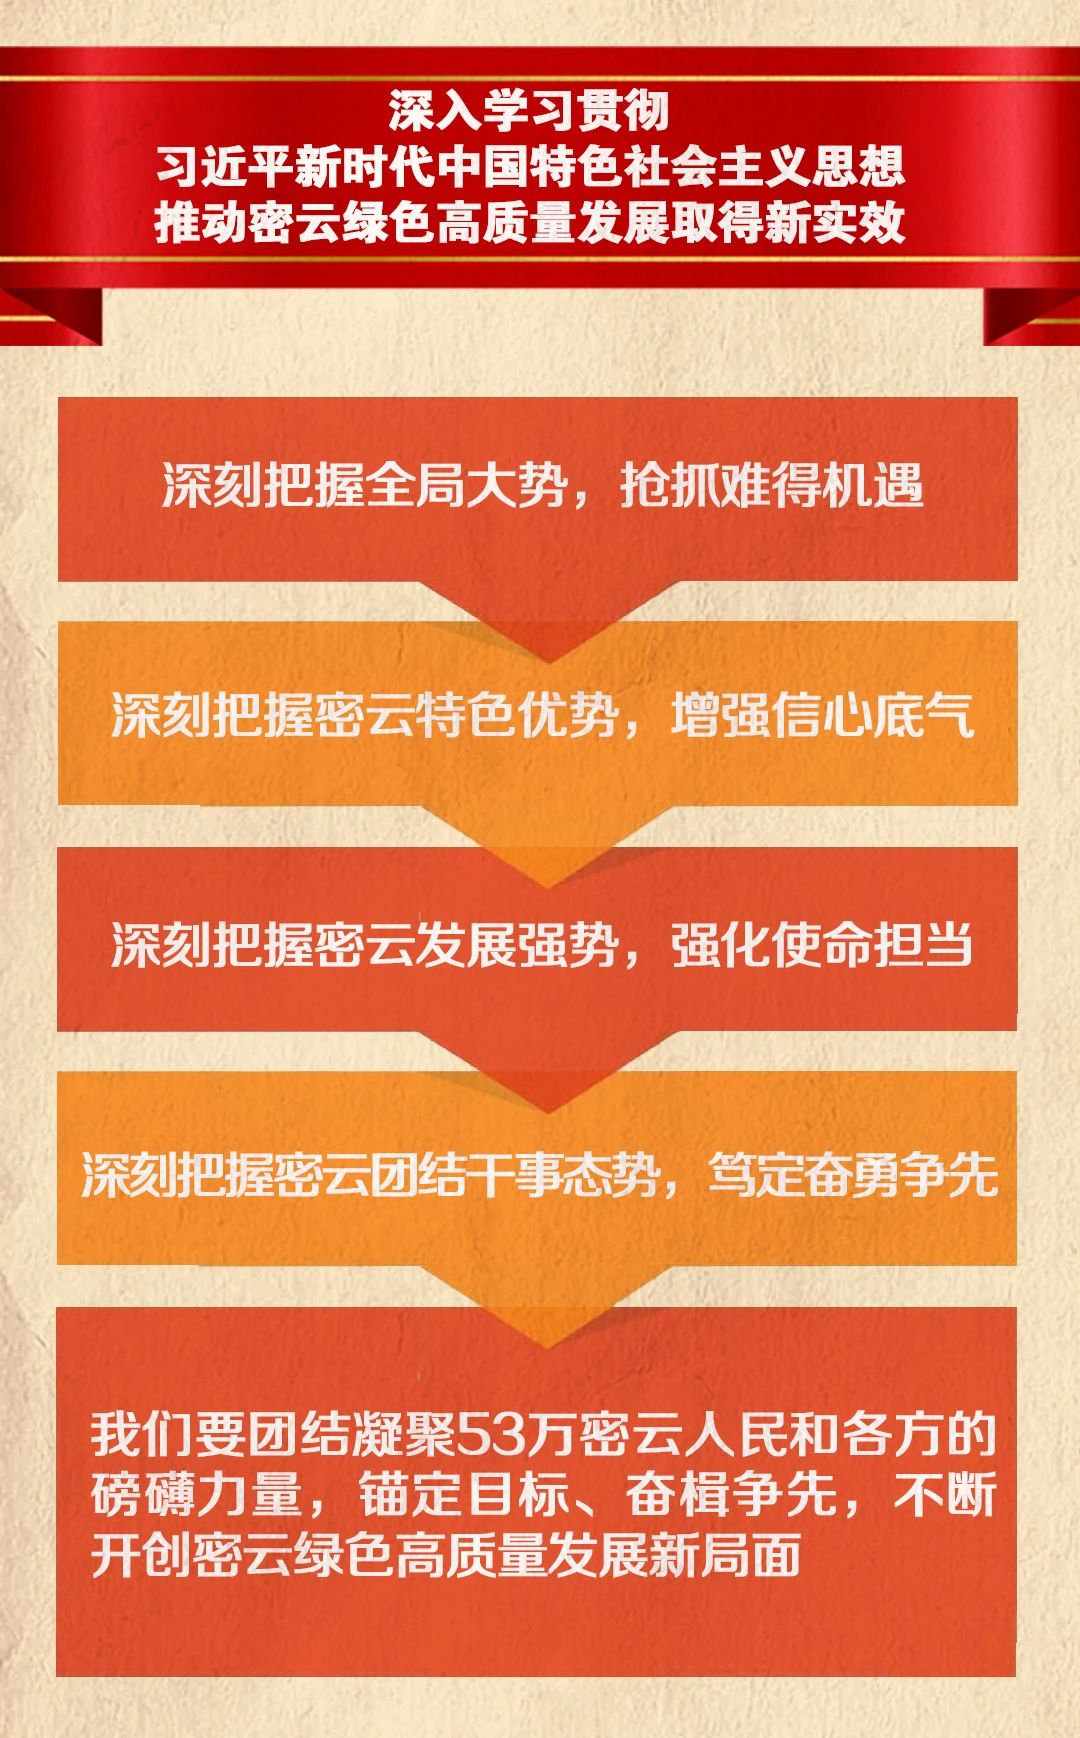 深入学习贯彻
习近平新时代中国特色社会主义思想
推动密云绿色高质量发展取得新实效
深刻把握全局大势，抢抓难得机遇
深刻把握密云特色优势，增强信心底气
深刻把握密云发展强势，强化使命担当
深刻把握密云团结干事态势，笃定奋勇争先
我们要团结凝聚53万密云人民和各方的
磅礴力量，锚定目标、奋楫争先，不断
开创密云绿色高质量发展新局面